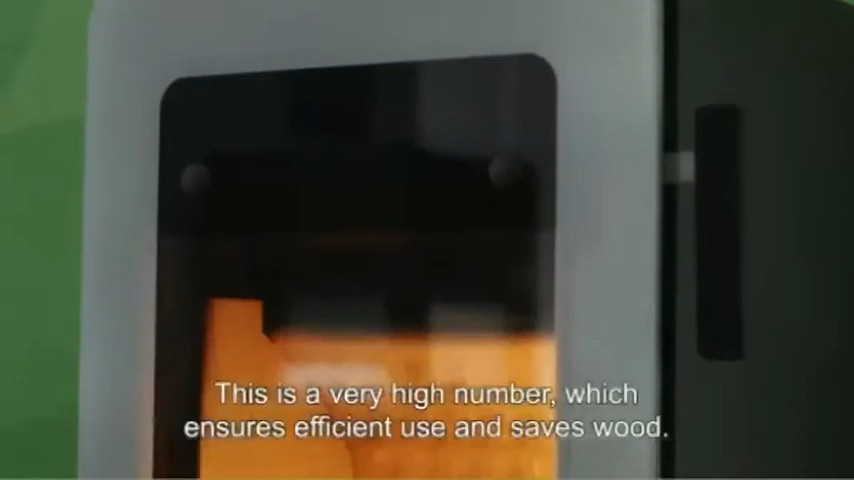 This is a very high number, which
ensures efficient use and saves wood.